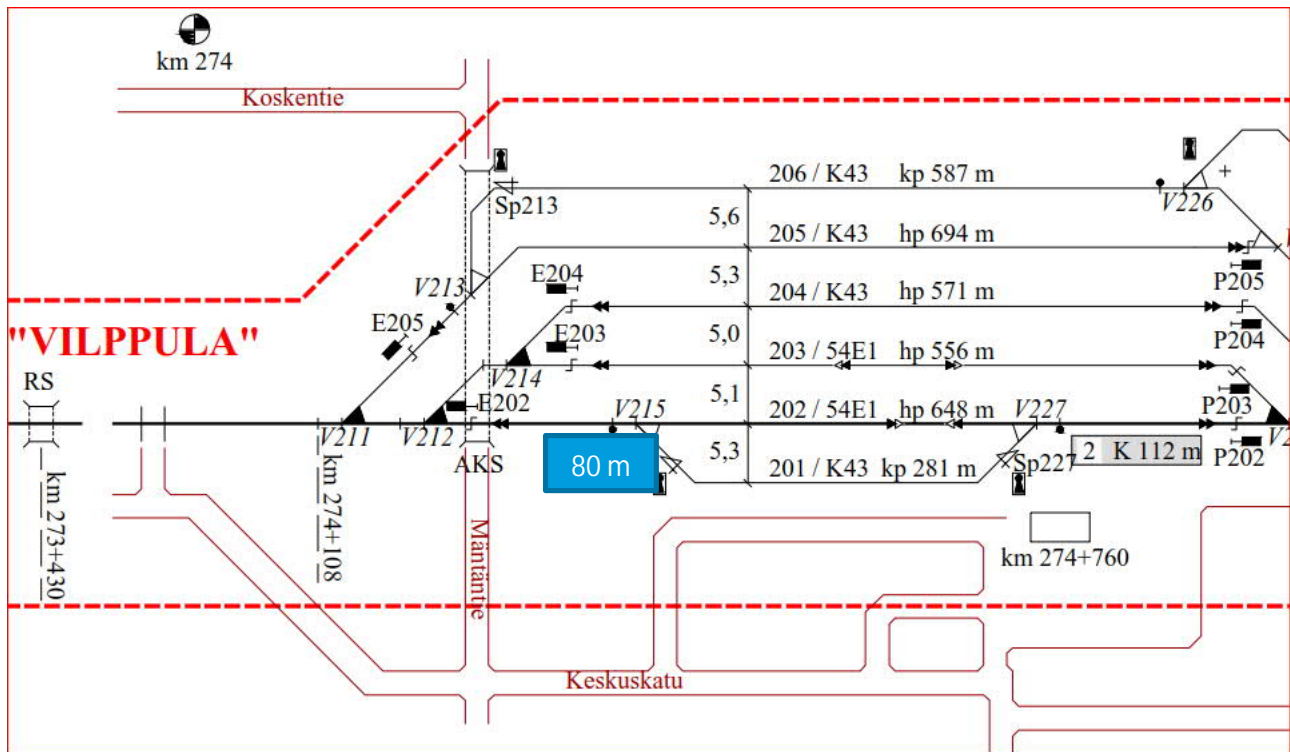 km 274
Koskentie
206 / K43 kp 587 m
V226
Sp213
5,6
205 / K43 hp 694 m
E204
P205
V213
5,3
204 / K43 hp 571 m
E205
E203
5,0
P204
"VILPPULA"
203 / 54E1 hp 556 m
RS
V214
5,1
P203
E202
V215
202 / 54E1 hp 648 m
V227
V211
V212
V2
5,3
2 K 112 m
P202
AKS
80 m
201 / K43 kp 281 m
Sp227
km 273+430
km 274+108
Mäntäntie
km 274+760
Keskuskatu